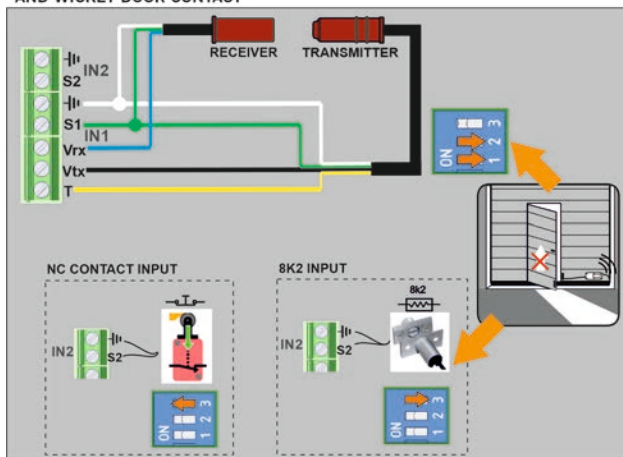 AND WICKET DOOR CONTACT
RECEIVER
TRANSMITTER
IN2
S2
S1
IN1
Vrx
Vtx
T
ON
1 2 3
NC CONTACT INPUT
T
IN2
S2
ON
1 2 3
8K2 INPUT
8k2
IN2
S2
ON
1 2 3